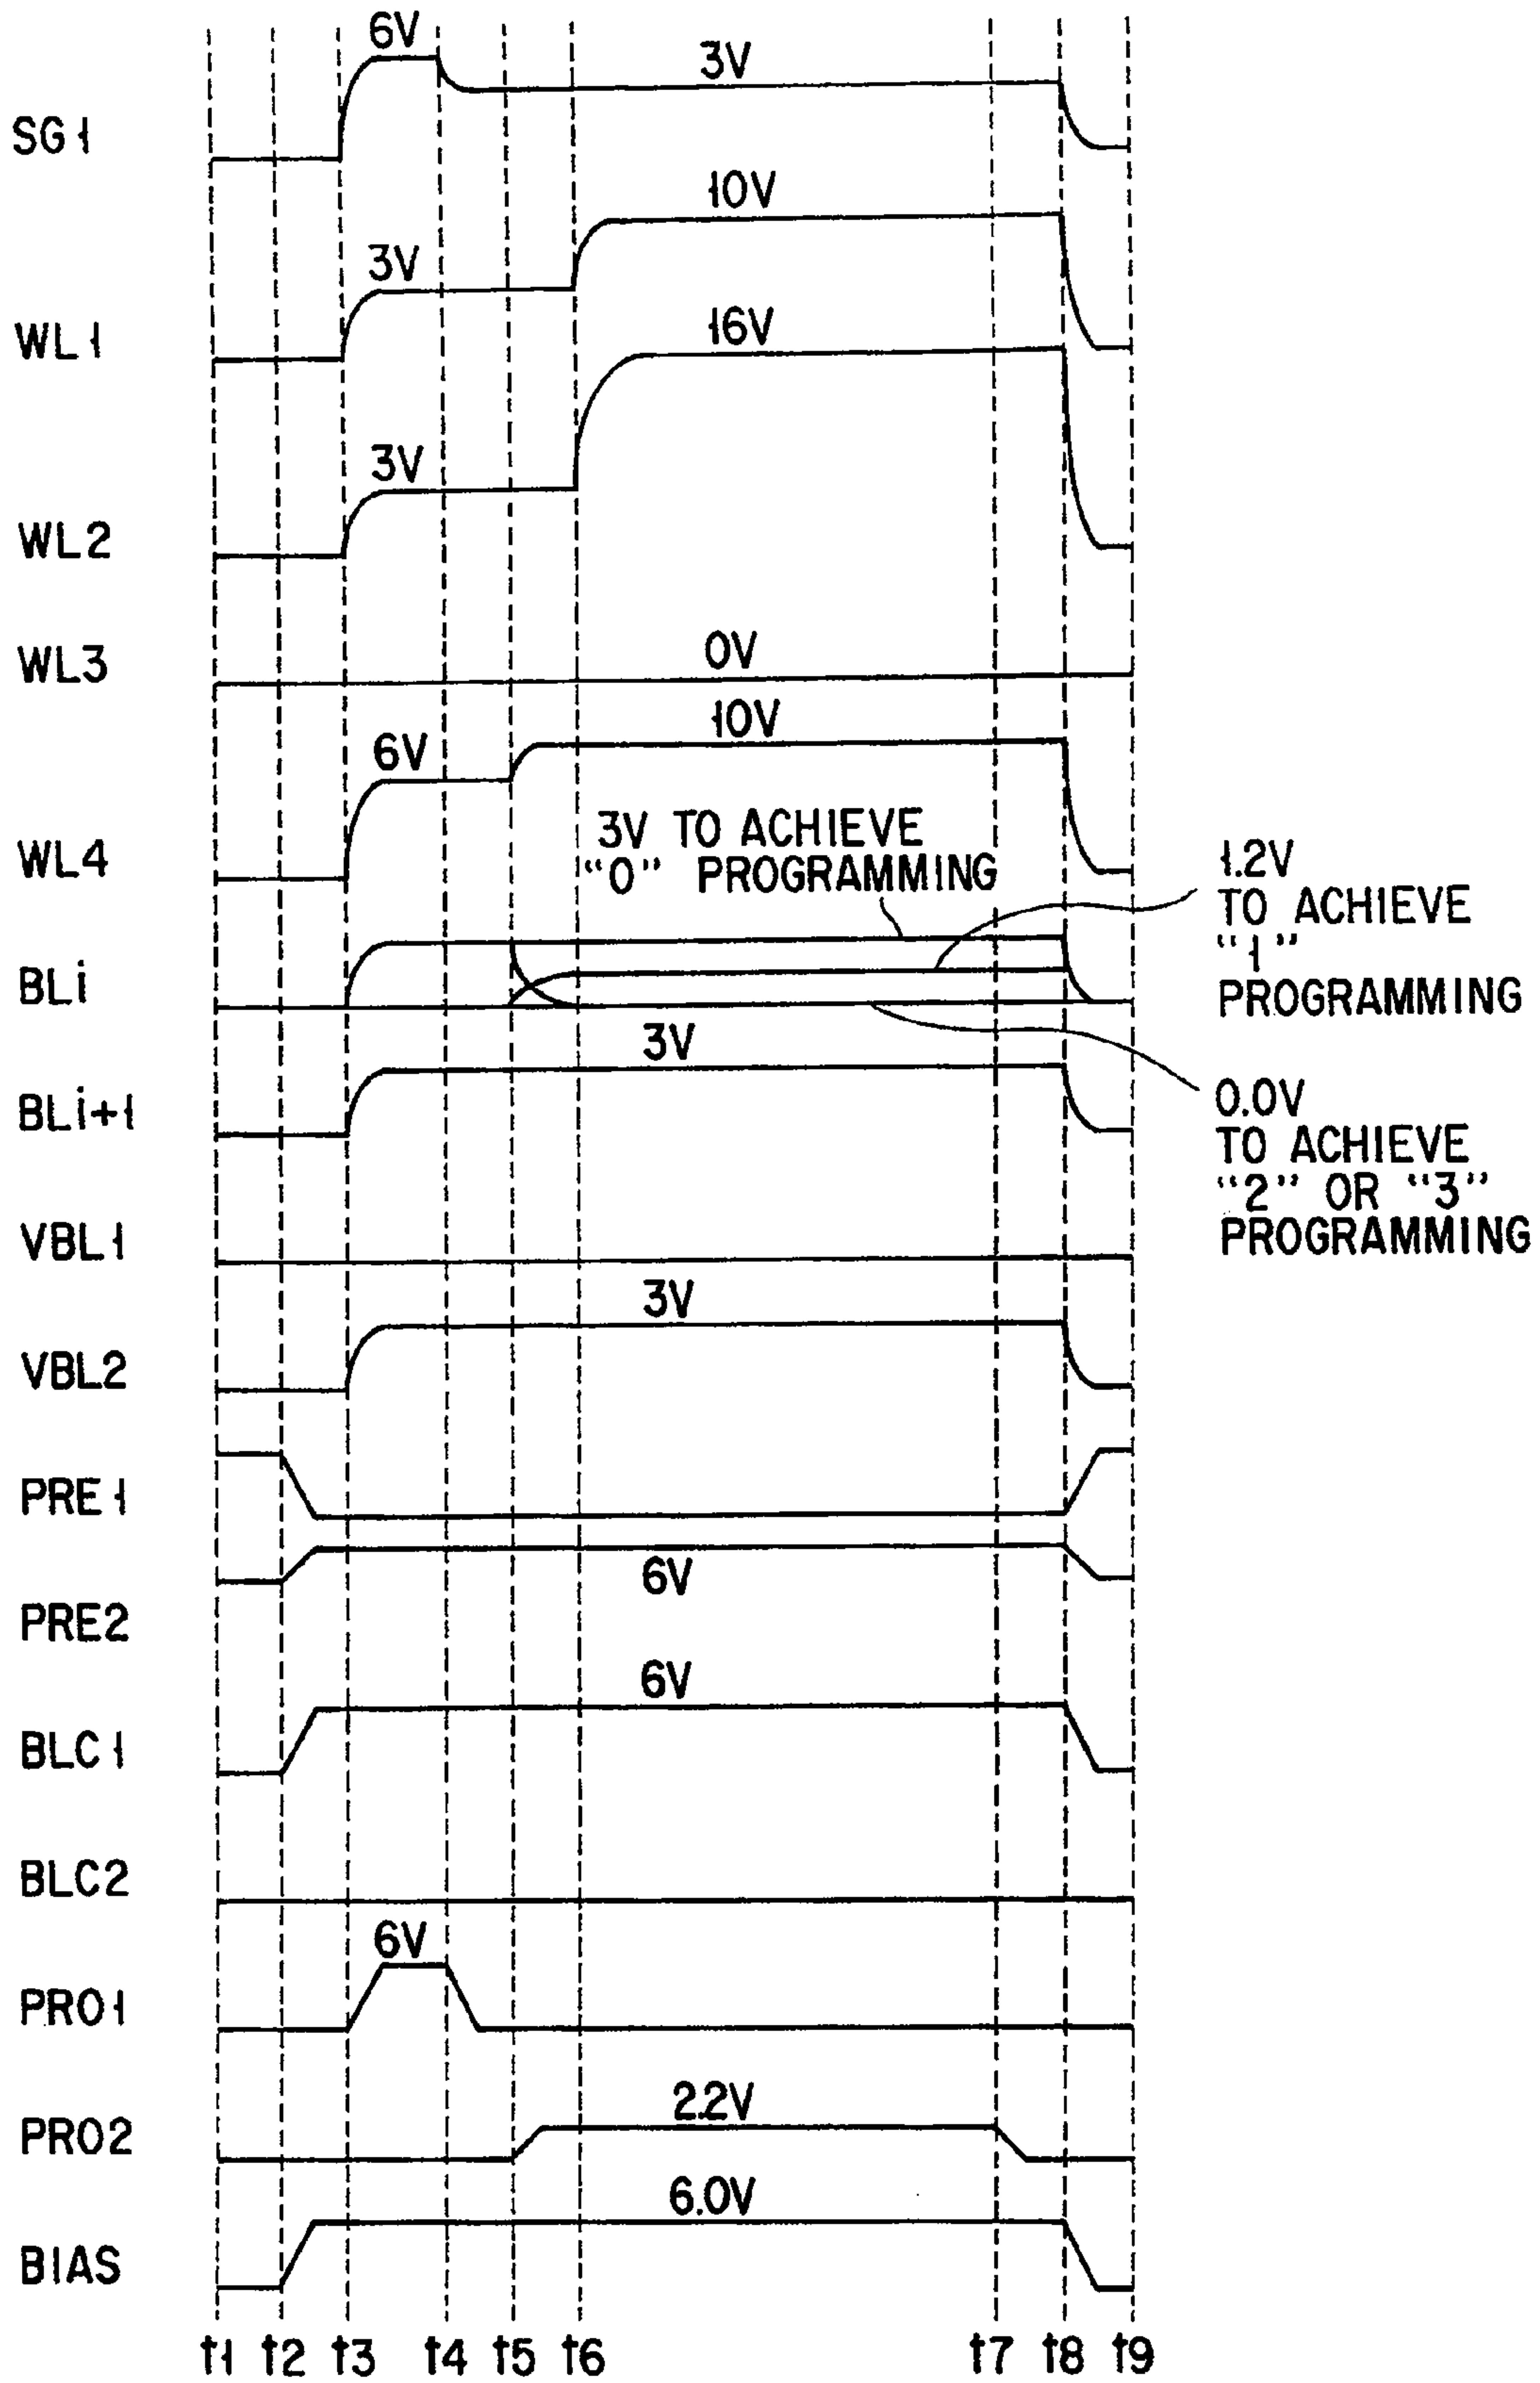 6V
3V
SG1
10V
3V
WL1
16V
3V
WL2
0V
WL3
10V
6V
WL4
3V TO ACHIEVE
"0" PROGRAMMING
1.2V
TO ACHIEVE
"1"
PROGRAMMING
BLi
3V
BLi+1
0.0V
TO ACHIEVE
"2" OR "3"
PROGRAMMING
VBL1
3V
VBL2
PRE1
6V
PRE2
6V
BLC1
BLC2
6V
PRO1
2.2V
PRO2
6.0V
BIAS
t1 t2 t3 t4 t5 t6 t7 t8 t9